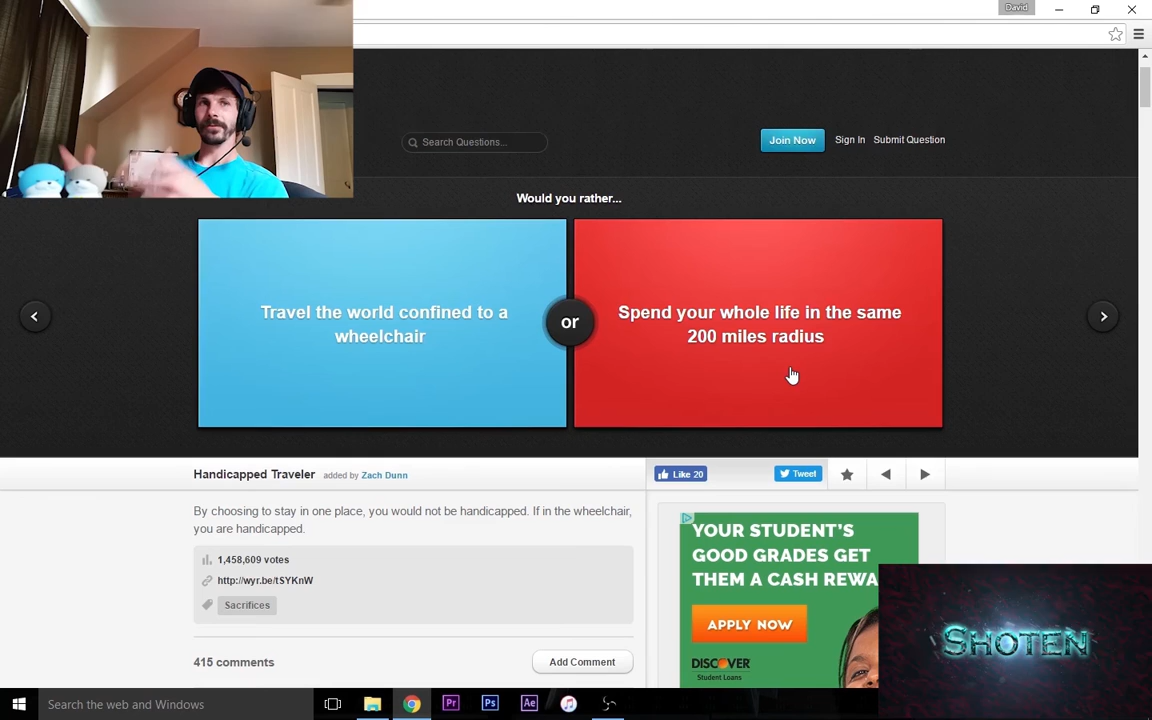 David
Search Questions...
Join Now
Sign In
Submit Question
Would you rather...
Travel the world confined to a
wheelchair
or
Spend your whole life in the same
200 miles radius
Handicapped Traveler
added by Zach Dunn
Like 20
Tweet
By choosing to stay in one place, you would not be handicapped. If in the wheelchair,
you are handicapped.
1,458,609 votes
http://wyr.be/tSYKnW
Sacrifices
415 comments
Add Comment
YOUR STUDENT'S
GOOD GRADES GET
THEM A CASH REWA
APPLY NOW
DISCOVER
Student Loans
SHOTEN
Search the web and Windows
Pr
Ps
Ae